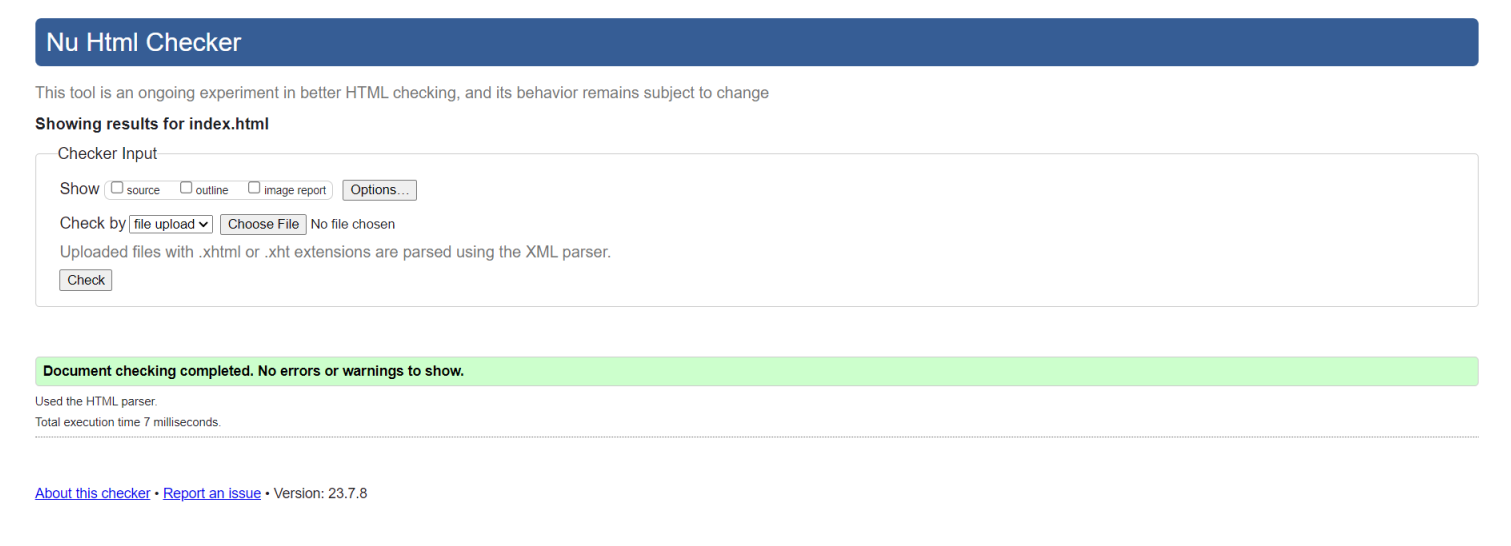 Nu Html Checker
This tool is an ongoing experiment in better HTML checking, and its behavior remains subject to change
Showing results for index.html
Checker Input
Show source outline image report Options...
Check by file upload Choose File No file chosen
Uploaded files with .xhtml or .xht extensions are parsed using the XML parser.
Check
Document checking completed. No errors or warnings to show.
Used the HTML parser.
Total execution time 7 milliseconds.
About this checker • Report an issue • Version: 23.7.8